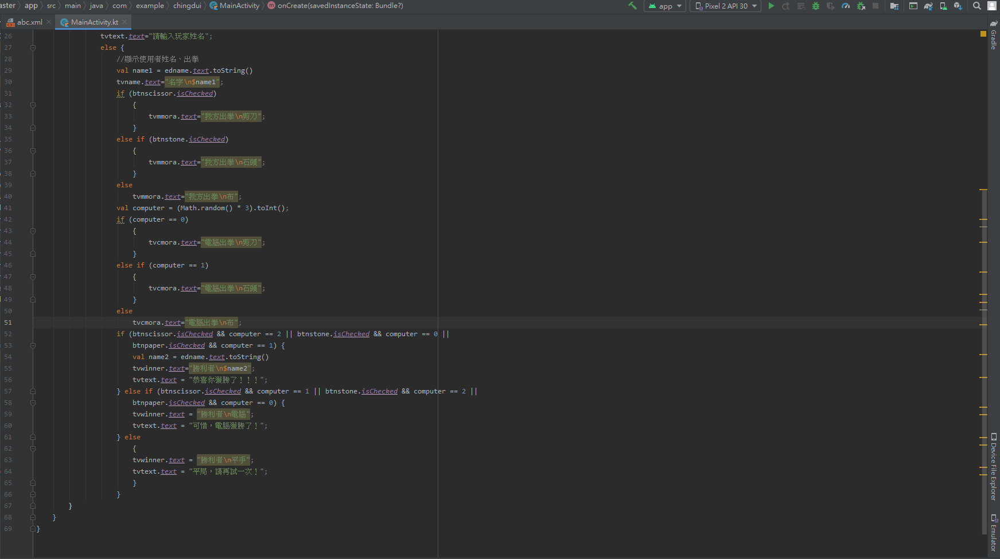 aster
app
src
main
java
com
example
chingdui
MainActivity
onCreate(savedInstanceState: Bundle?)
app
Pixel 2 API 30
abc.xml
MainActivity.kt
26 tvtext.text="請輸入玩家姓名";
27 else {
28 //顯示使用者姓名、出拳
29 val name1 = edname.text.toString()
30 tvname.text="名字\n$name1";
31 if (btnscissor.isChecked)
32 {
33 tvmmora.text="我方出拳\n剪刀";
34 }
35 else if (btnstone.isChecked)
36 {
37 tvmmora.text="我方出拳\n石頭";
38 }
39 else
40 tvmmora.text="我方出拳\n布";
41 val computer = (Math.random() * 3).toInt();
42 if (computer == 0)
43 {
44 tvcmora.text="電腦出拳\n剪刀";
45 }
46 else if (computer == 1)
47 {
48 tvcmora.text="電腦出拳\n石頭";
49 }
50 else
51 tvcmora.text="電腦出拳\n布";
52 if (btnscissor.isChecked && computer == 2 || btnstone.isChecked && computer == 0 ||
53 btnpaper.isChecked && computer == 1) {
54 val name2 = edname.text.toString()
55 tvwinner.text="勝利者\n$name2";
56 tvtext.text = "恭喜你獲勝了！！！";
57 } else if (btnscissor.isChecked && computer == 1 || btnstone.isChecked && computer == 2 ||
58 btnpaper.isChecked && computer == 0) {
59 tvwinner.text = "勝利者\n電腦";
60 tvtext.text = "可惜，電腦獲勝了！";
61 } else
62 {
63 tvwinner.text = "勝利者\n平手";
64 tvtext.text = "平局，請再試一次！";
65 }
66 }
67 }
68 }
69 }
Gradle
Device File Explorer
Emulator